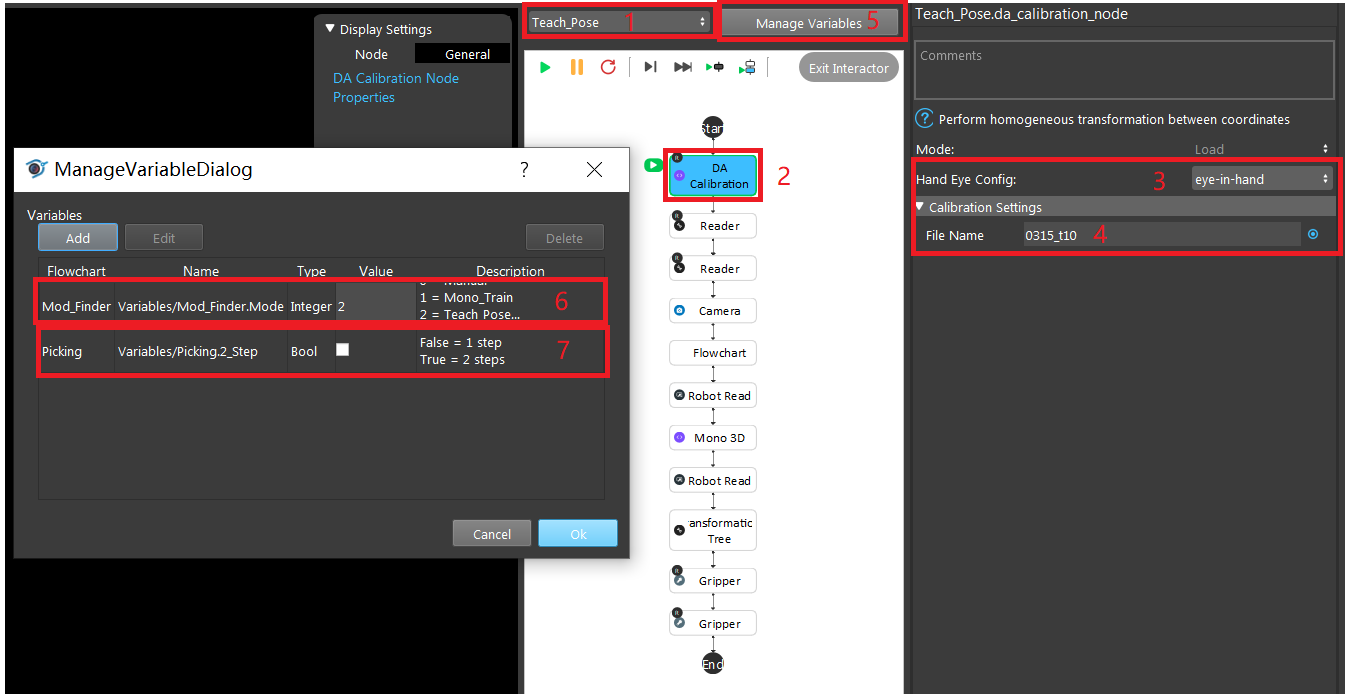 Display Settings
Node General
DA Calibration Node
Properties
ManageVariableDialog ?
Variables
Add Edit Delete
Flowchart Name Type Value Description
Mod_Finder Variables/Mod_Finder.Mode Integer 2
1 = Mono_Train
2 = Teach Pose...
6
Picking Variables/Picking.2_Step Bool
False = 1 step
True = 2 steps
7
Cancel Ok
Teach_Pose 1 Manage Variables 5
Exit Interactor
Start
R
DA
Calibration
2
R
Reader
R
Reader
Camera
Flowchart
Robot Read
Mono 3D
Robot Read
ansformatic
Tree
R
Gripper
R
Gripper
End
Teach_Pose.da_calibration_node
Comments
? Perform homogeneous transformation between coordinates
Mode: Load
Hand Eye Config: 3 eye-in-hand
Calibration Settings
File Name 0315_t10 4